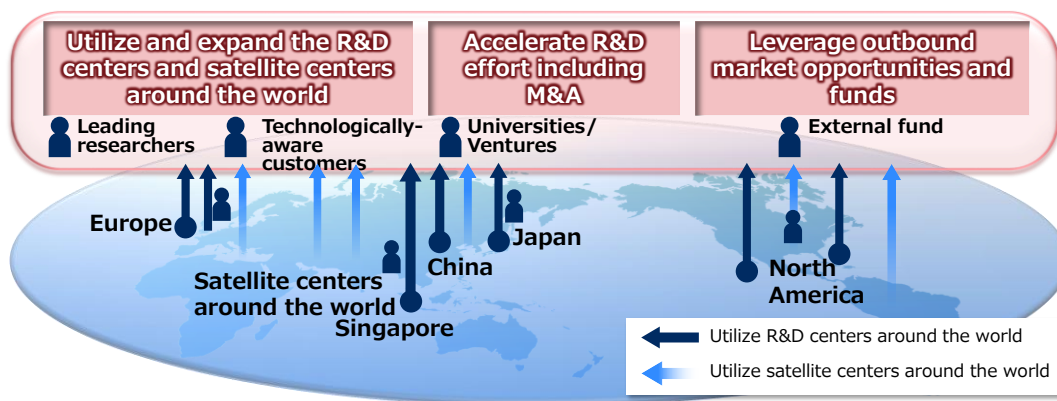 Utilize and expand the R&D
centers and satellite centers
around the world
Accelerate R&D
effort including
M&A
Leverage outbound
market opportunities and
funds
Leading
researchers
Technologically-
aware
customers
Universities/
Ventures
External fund
Europe
Satellite centers
around the world
Singapore
China
Japan
North
America
Utilize R&D centers around the world
Utilize satellite centers around the world